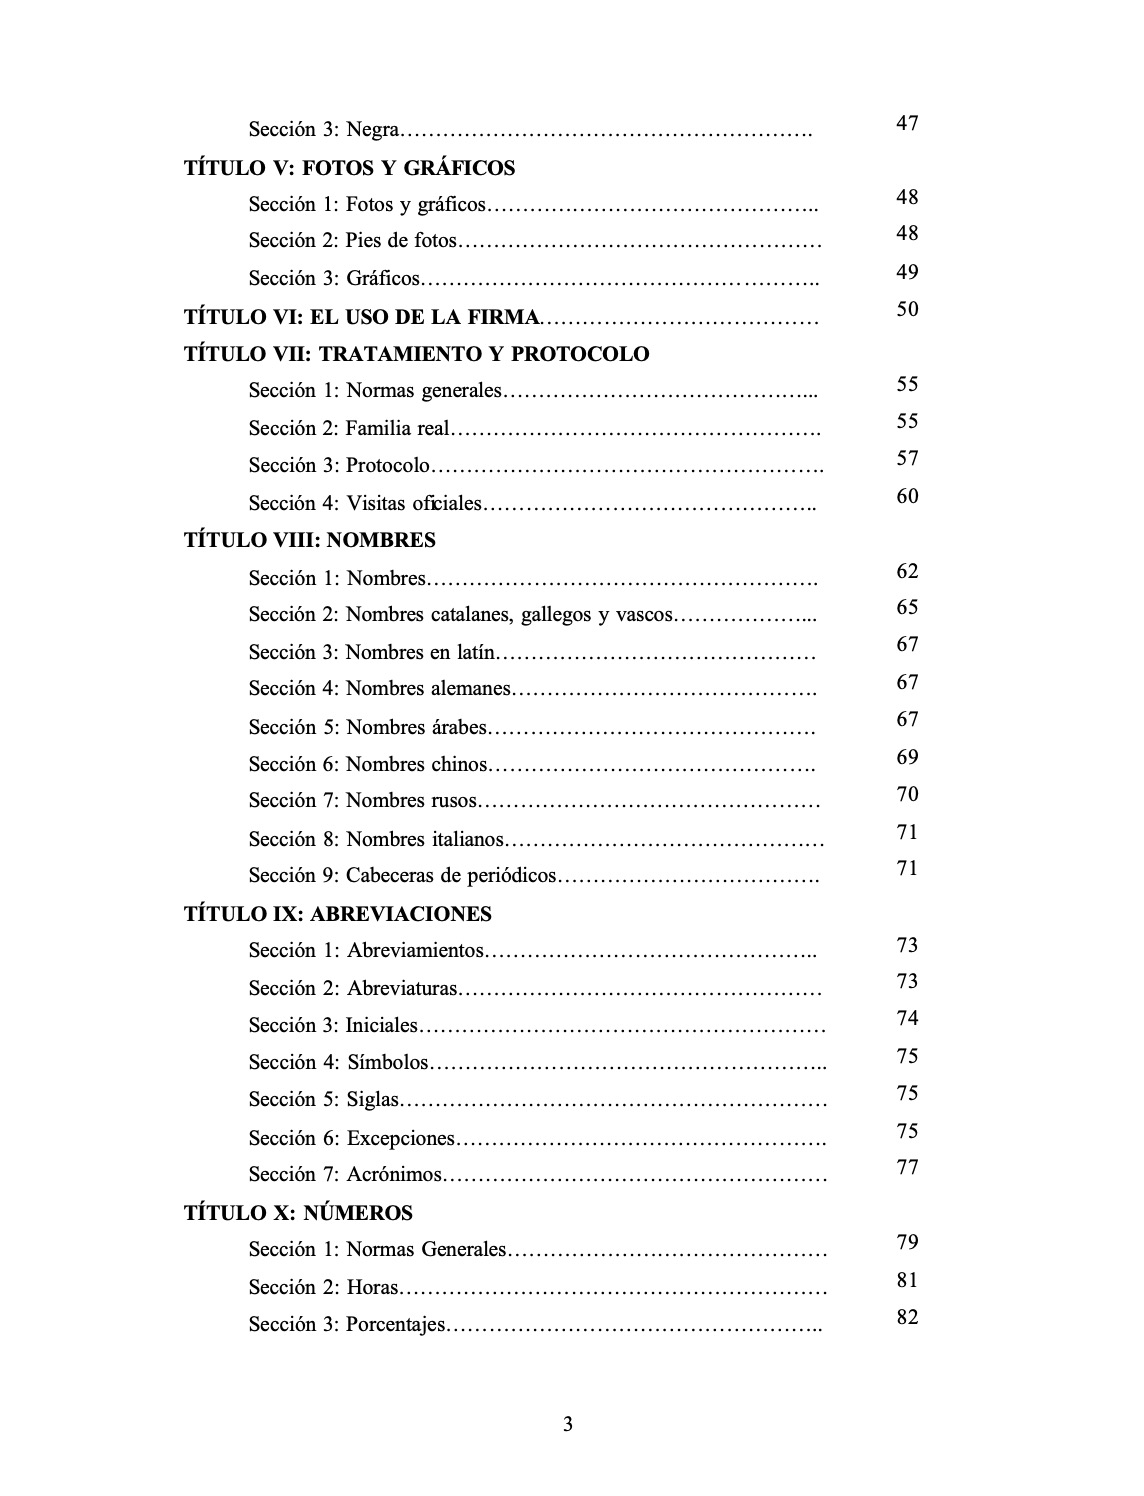 Sección 3: Negra…………………………………………………. 47
TÍTULO V: FOTOS Y GRÁFICOS
Sección 1: Fotos y gráficos……………………………………….. 48
Sección 2: Pies de fotos…………………………………………… 48
Sección 3: Gráficos……………………………………………….. 49
TÍTULO VI: EL USO DE LA FIRMA………………………………… 50
TÍTULO VII: TRATAMIENTO Y PROTOCOLO
Sección 1: Normas generales……………………………………... 55
Sección 2: Familia real……………………………………………. 55
Sección 3: Protocolo………………………………………………. 57
Sección 4: Visitas oficiales……………………………………….. 60
TÍTULO VIII: NOMBRES
Sección 1: Nombres………………………………………………. 62
Sección 2: Nombres catalanes, gallegos y vascos………………... 65
Sección 3: Nombres en latín……………………………………… 67
Sección 4: Nombres alemanes……………………………………. 67
Sección 5: Nombres árabes………………………………………. 67
Sección 6: Nombres chinos………………………………………. 69
Sección 7: Nombres rusos………………………………………… 70
Sección 8: Nombres italianos……………………………………… 71
Sección 9: Cabeceras de periódicos………………………………. 71
TÍTULO IX: ABREVIACIONES
Sección 1: Abreviamientos……………………………………….. 73
Sección 2: Abreviaturas…………………………………………… 73
Sección 3: Iniciales………………………………………………… 74
Sección 4: Símbolos……………………………………………….. 75
Sección 5: Siglas…………………………………………………… 75
Sección 6: Excepciones……………………………………………. 75
Sección 7: Acrónimos……………………………………………… 77
TÍTULO X: NÚMEROS
Sección 1: Normas Generales……………………………………… 79
Sección 2: Horas…………………………………………………… 81
Sección 3: Porcentajes…………………………………………….. 82
3